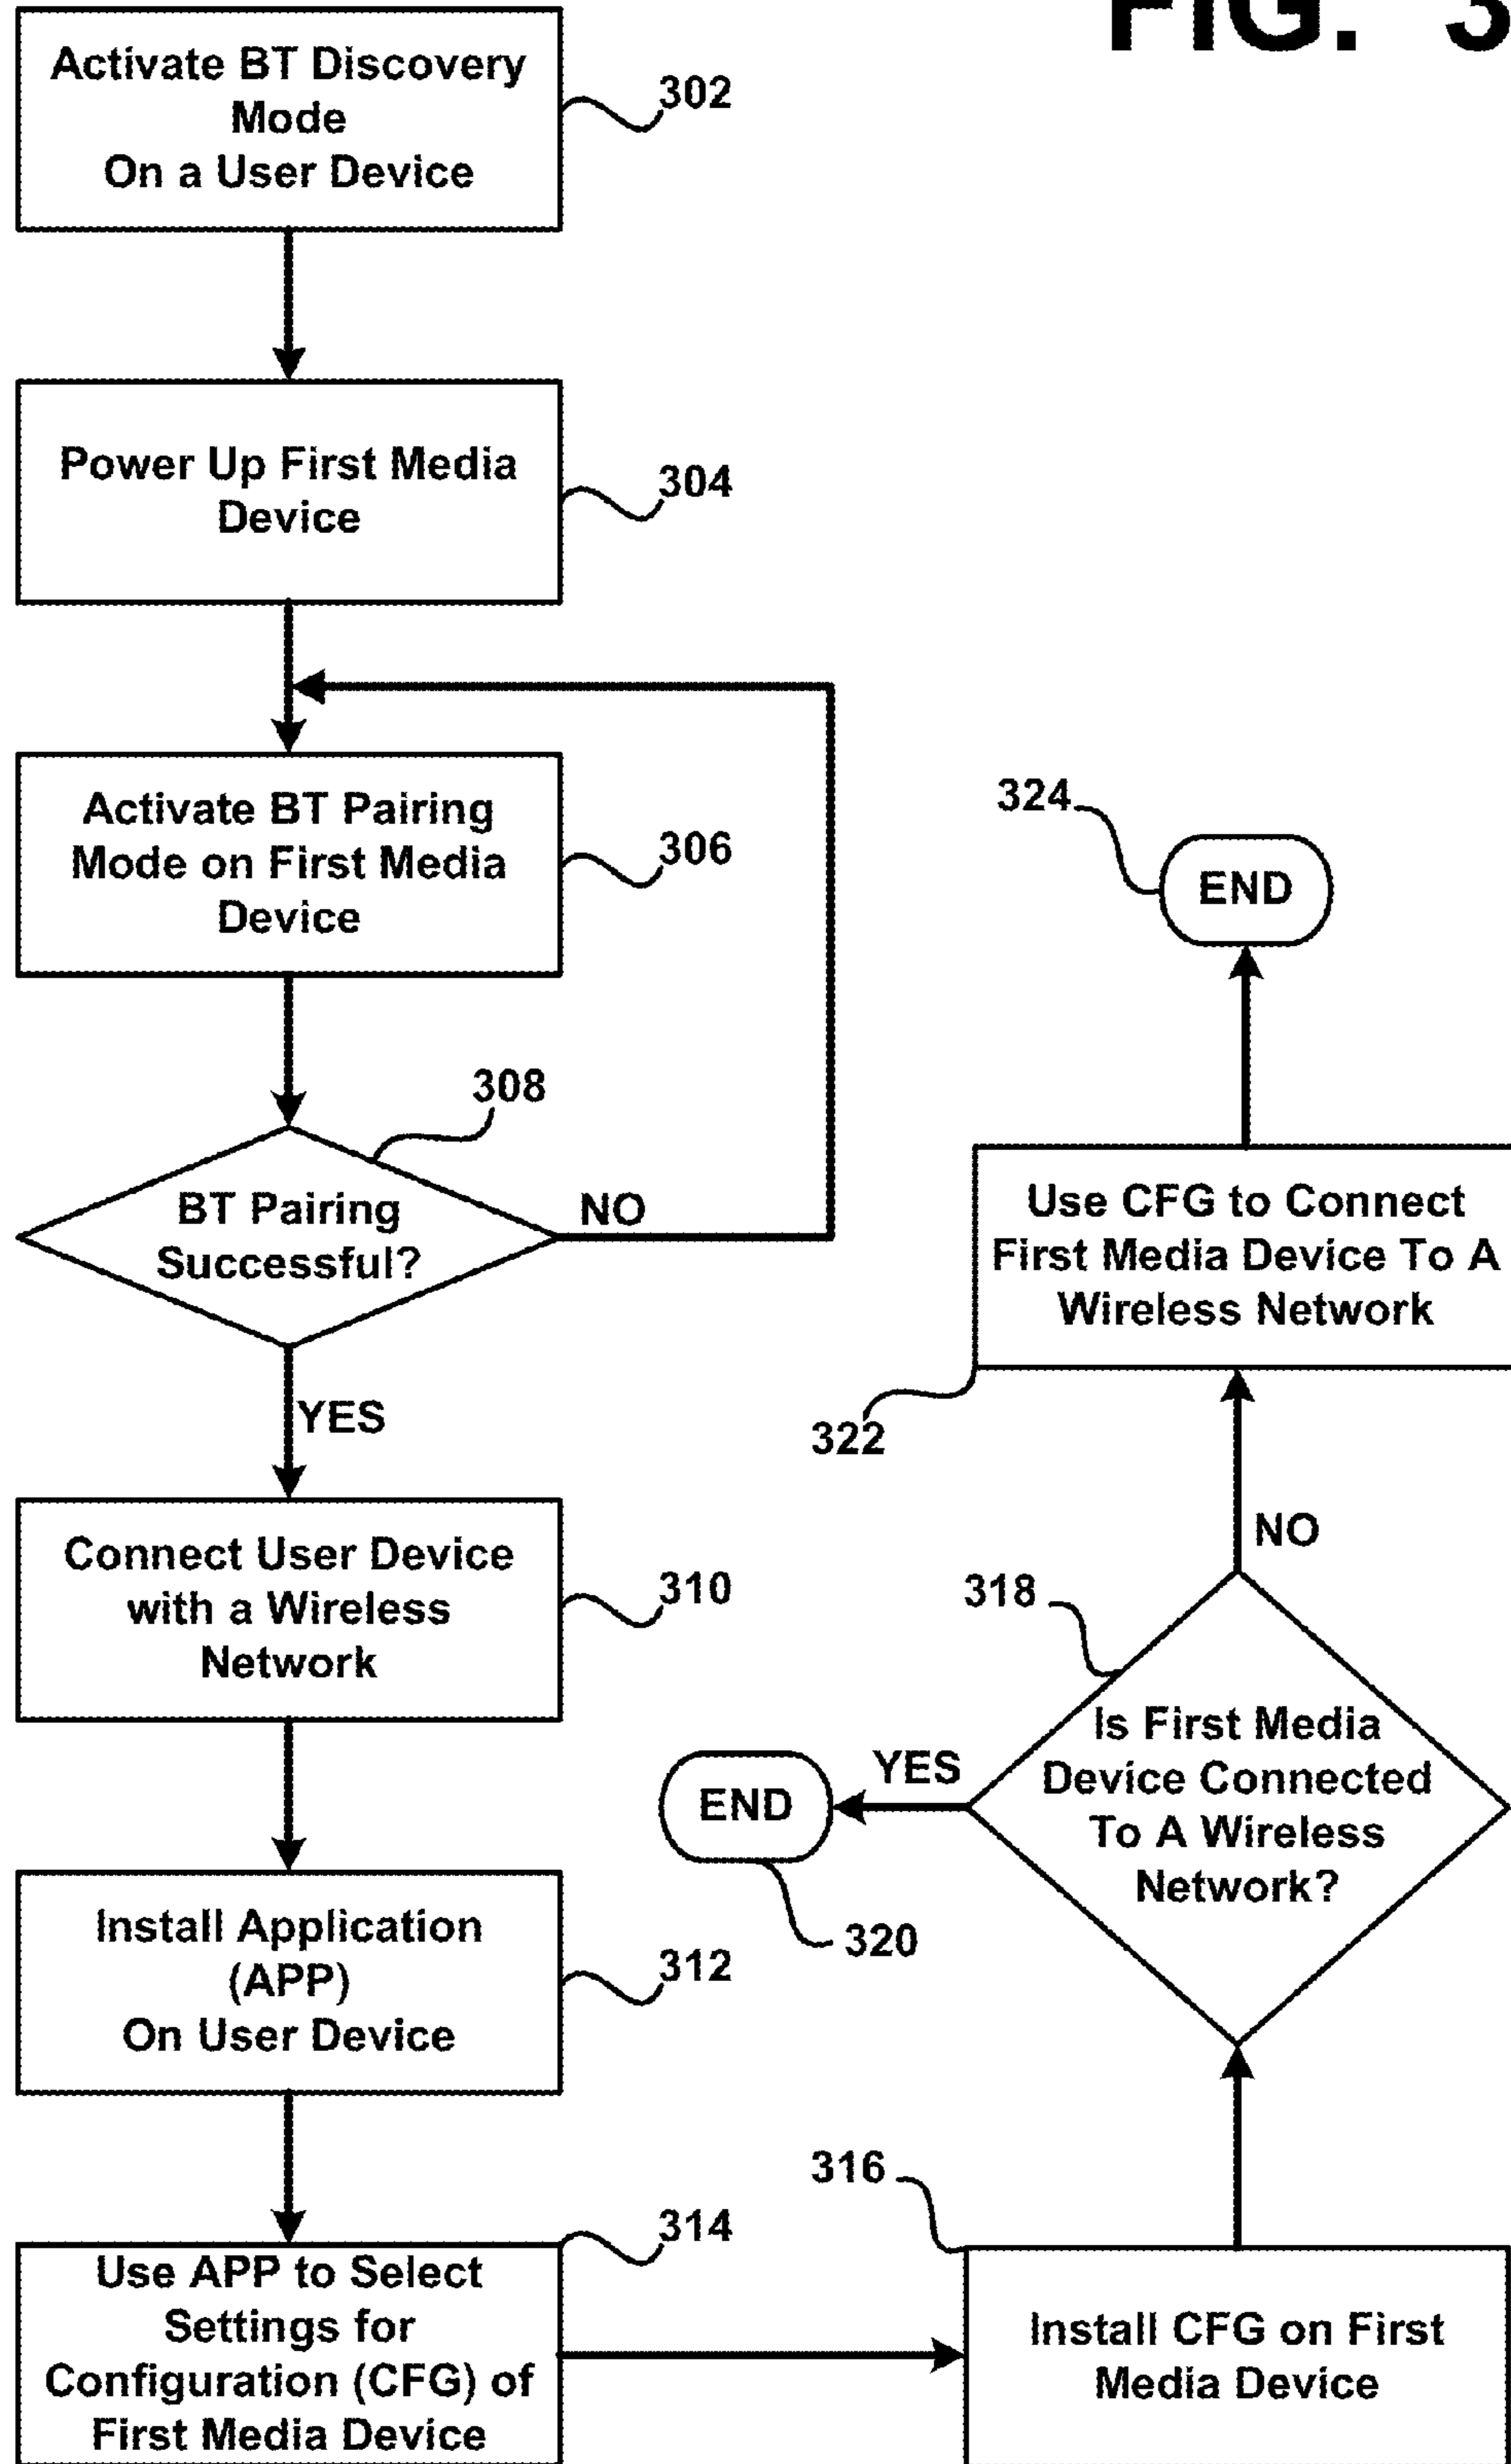 FIG. 3
Activate BT Discovery
Mode
On a User Device
302
Power Up First Media
Device
304
Activate BT Pairing
Mode on First Media
Device
306
308
BT Pairing
Successful?
NO
YES
Connect User Device
with a Wireless
Network
310
Install Application
(APP)
On User Device
312
Use APP to Select
Settings for
Configuration (CFG) of
First Media Device
314
316
Install CFG on First
Media Device
318
Is First Media
Device Connected
To A Wireless
Network?
YES
END
320
NO
Use CFG to Connect
First Media Device To A
Wireless Network
322
324
END